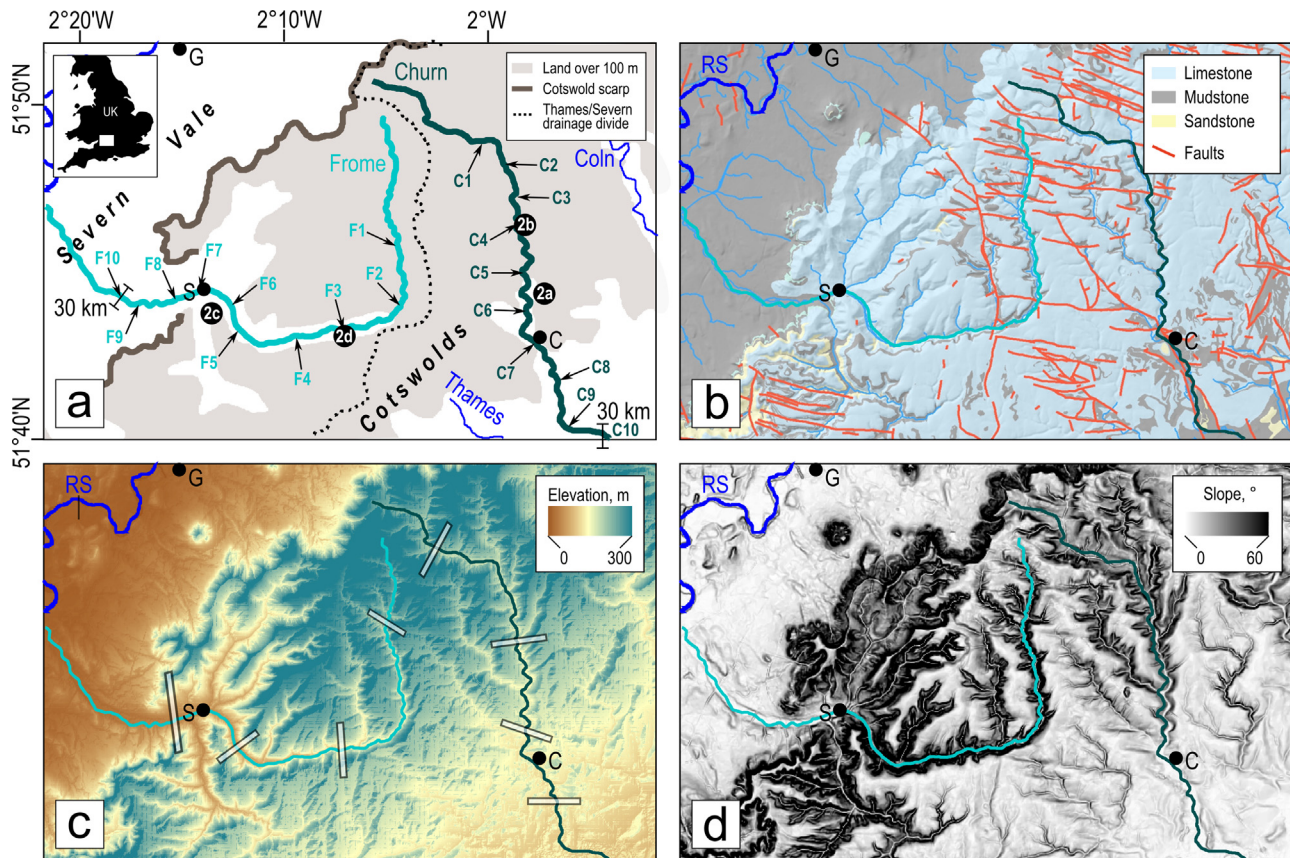 2°20'W
2°10'W
2°W
51°50'N
51°40'N
G
UK
Severn Vale
Churn
Land over 100 m
Cotswold scarp
Thames/Severn
drainage divide
Coln
Frome
C1
C2
C3
2b
C4
C5
2a
C6
C
C7
C8
C9
30 km
C10
F1
F2
F3
2d
F4
F5
F6
F7
S
2c
F8
F9
F10
30 km
Cotswolds
Thames
a
RS
G
Limestone
Mudstone
Sandstone
Faults
S
C
b
RS
G
Elevation, m
0
300
S
C
c
RS
G
Slope, °
0
60
S
C
d